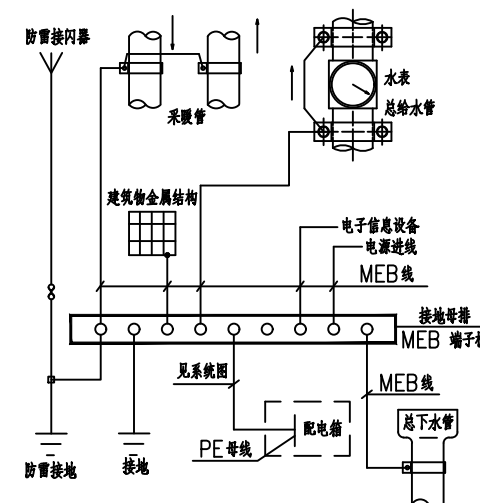 防雷接闪器
采暖管
水表
总给水管
建筑物金属结构
电子信息设备
电源进线
MEB线
接地母排
MEB 端子
见系统图
MEB线
配电箱
PE母线
总下水管
防雷接地
接地